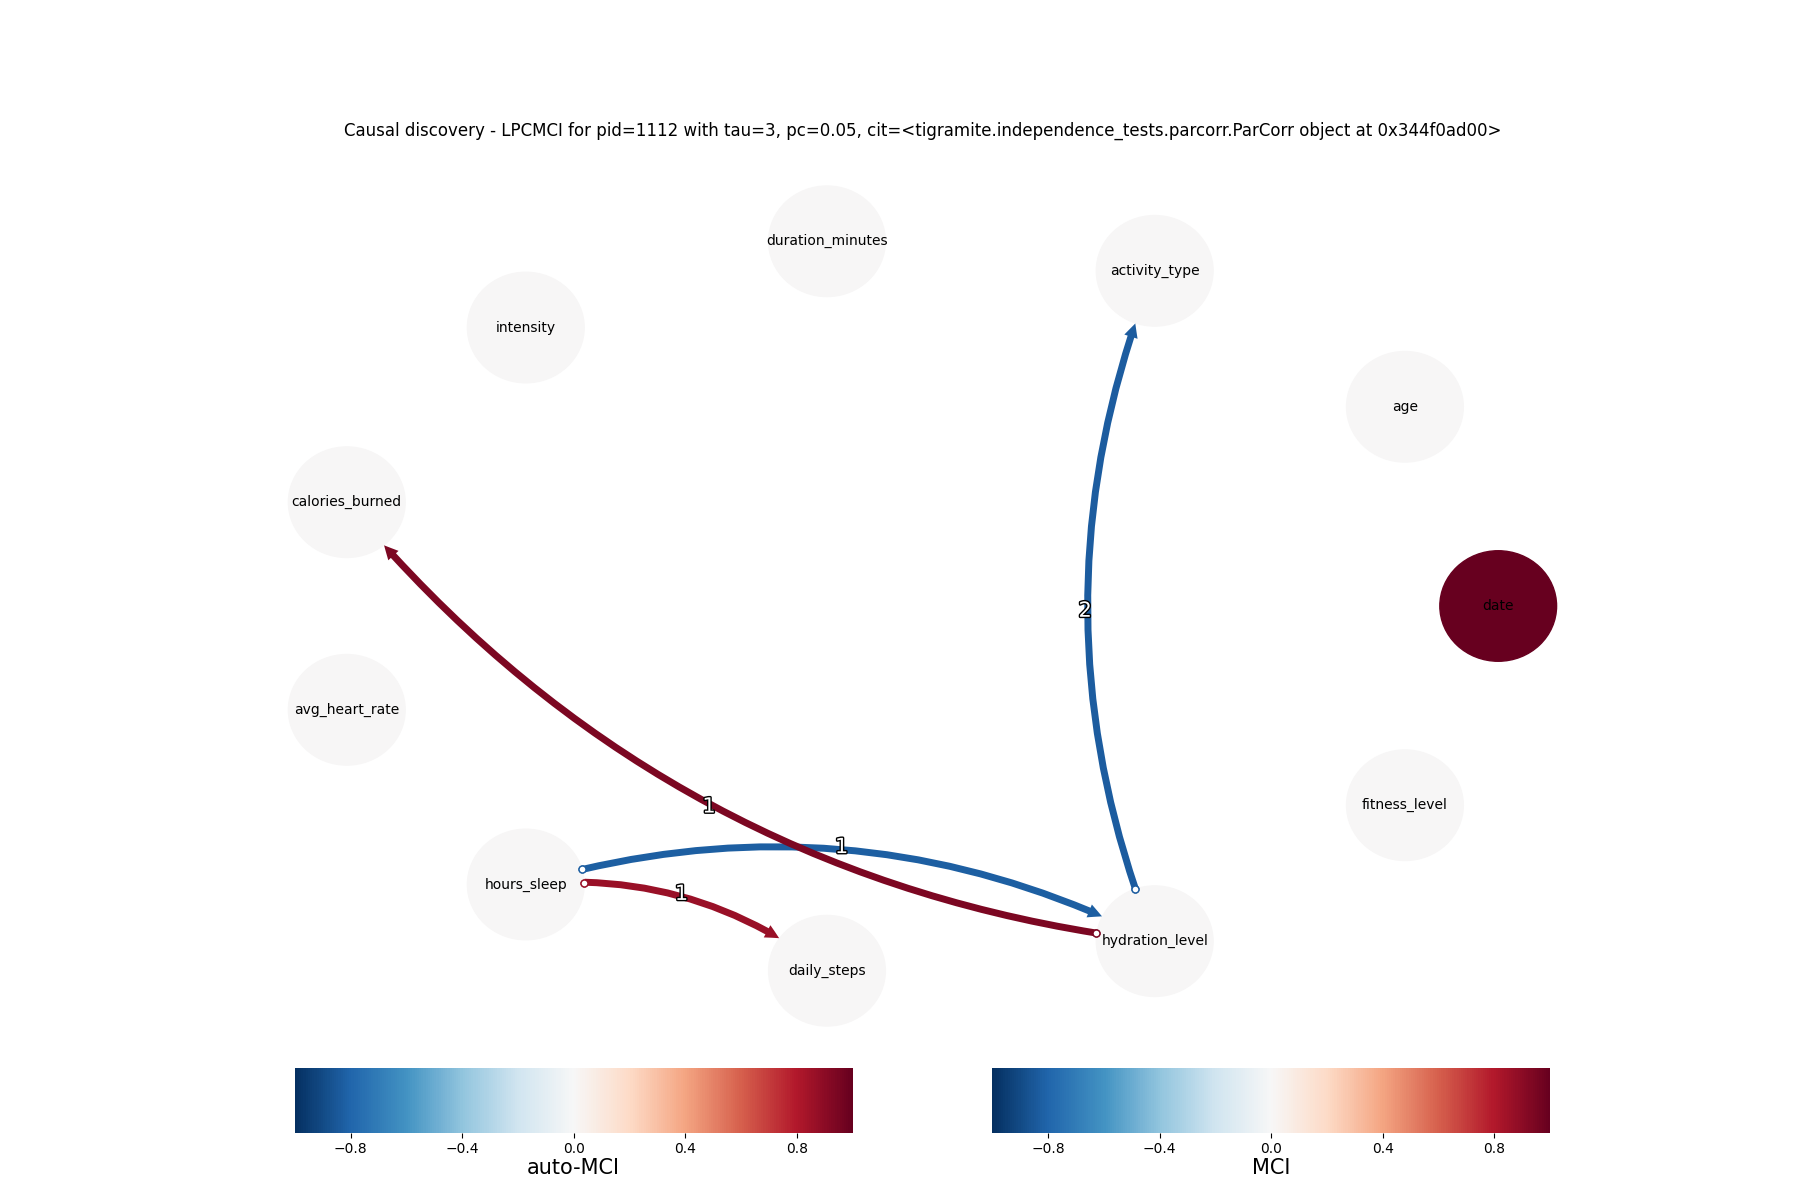 Causal discovery - LPCMCI for pid=1112 with tau=3, pc=0.05, cit=<tigramite.independence_tests.parcorr.ParCorr object at 0x344f0ad00>
duration_minutes
activity_type
intensity
age
calories_burned
date
2
avg_heart_rate
1
fitness_level
1
hours_sleep
1
hydration_level
daily_steps
−0.8 −0.4 0.0 0.4 0.8
auto-MCI
−0.8 −0.4 0.0 0.4 0.8
MCI